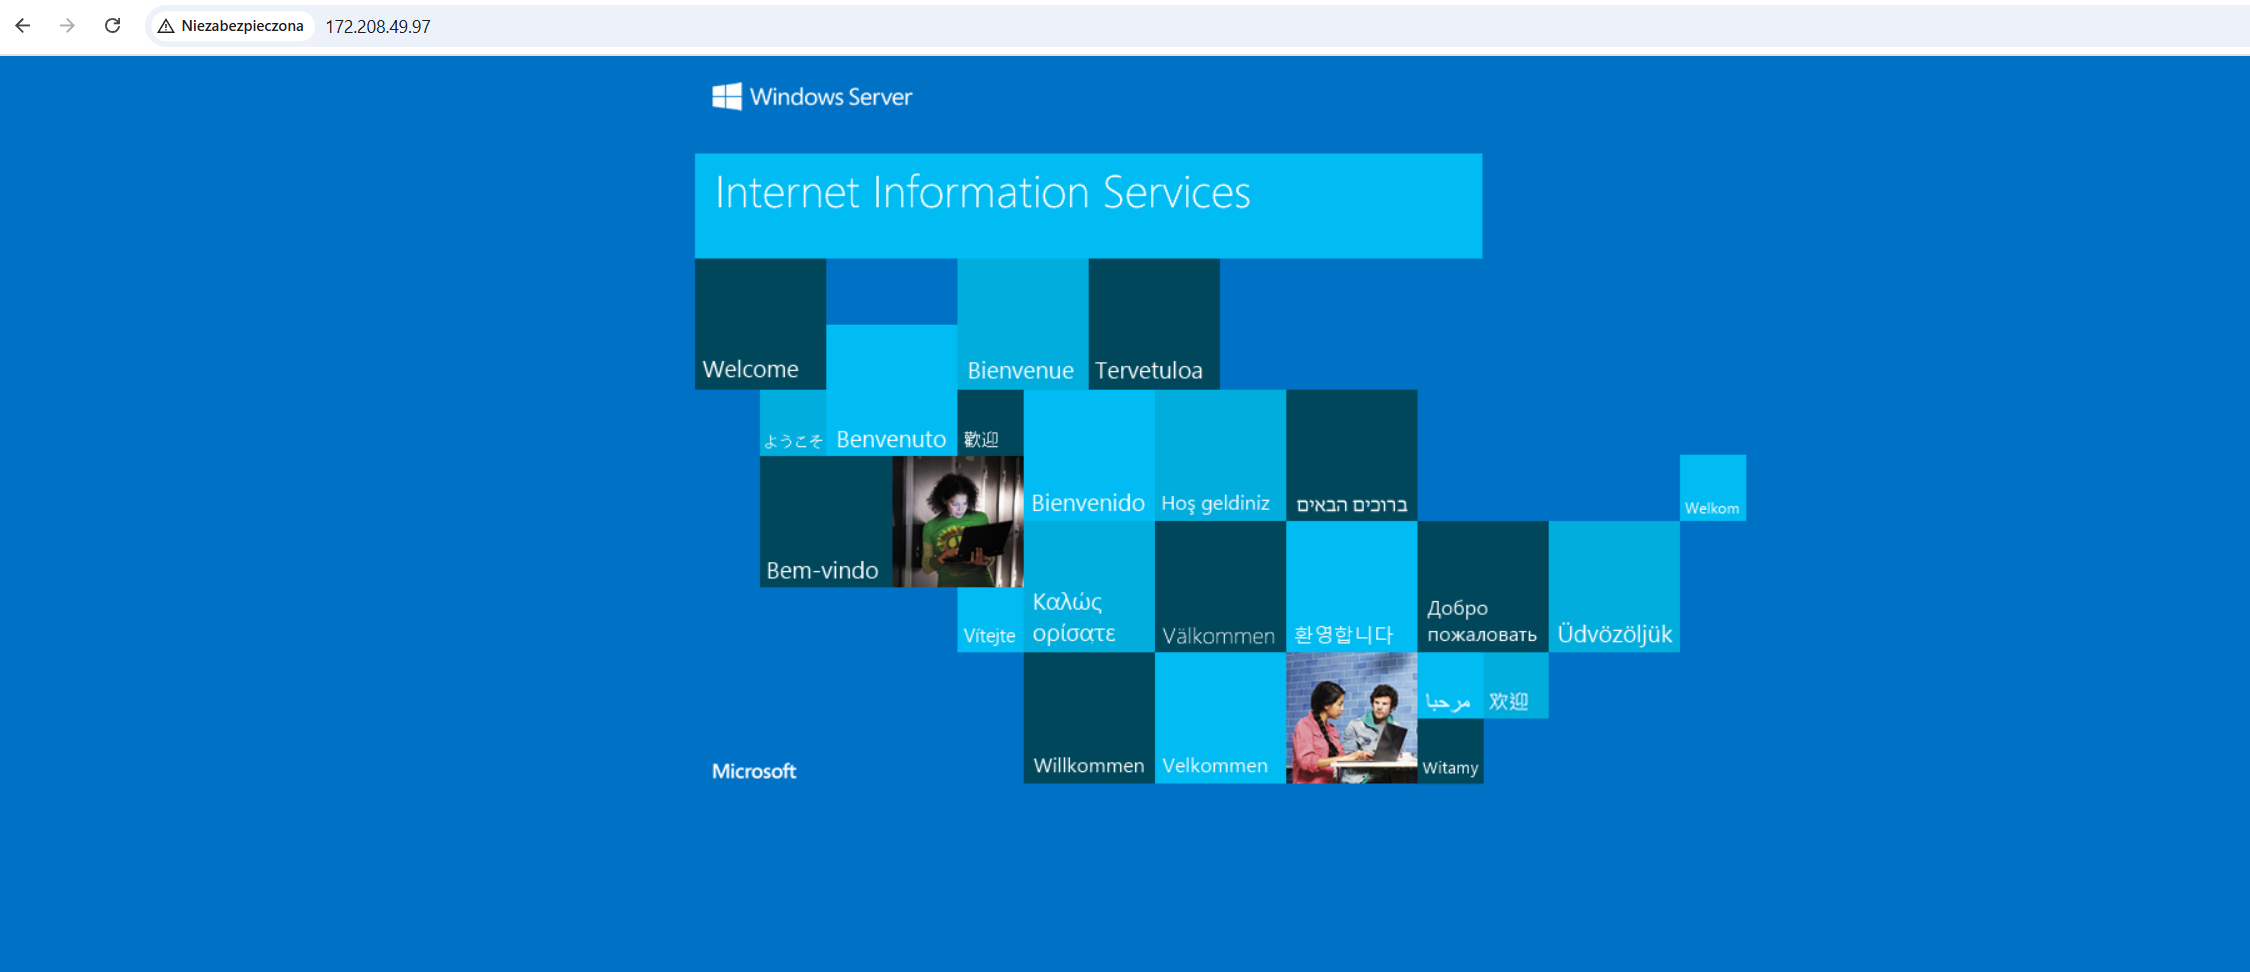 Niezabezpieczona
172.208.49.97
Windows Server
Internet Information Services
Welcome
Bienvenue
Tervetuloa
ようこそ
Benvenuto
歡迎
Bienvenido
Hoş geldiniz
ברוכים הבאים
Welkom
Bem-vindo
Vítejte
Καλώς
ορίσατε
Välkommen
환영합니다
Добро
пожаловать
Üdvözöljük
مرحبا
欢迎
Willkommen
Velkommen
Witamy
Microsoft